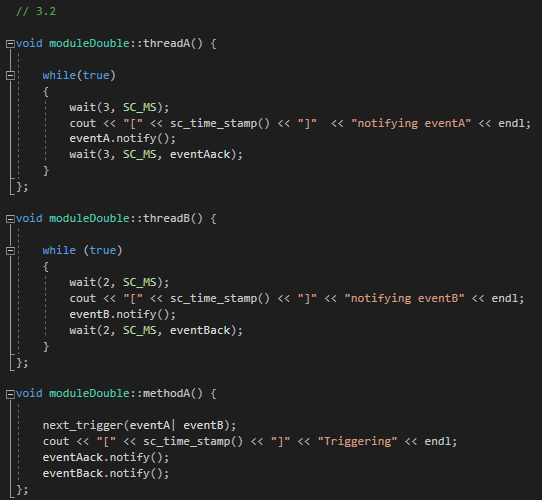 // 3.2
void moduleDouble::threadA() {
while(true)
{
wait(3, SC_MS);
cout << "[" << sc_time_stamp() << "]"  << "notifying eventA" << endl;
eventA.notify();
wait(3, SC_MS, eventAack);
}
};
void moduleDouble::threadB() {
while (true)
{
wait(2, SC_MS);
cout << "[" << sc_time_stamp() << "]" << "notifying eventB" << endl;
eventB.notify();
wait(2, SC_MS, eventBack);
}
};
void moduleDouble::methodA() {
next_trigger(eventA| eventB);
cout << "[" << sc_time_stamp() << "]" << "Triggering" << endl;
eventAack.notify();
eventBack.notify();
};